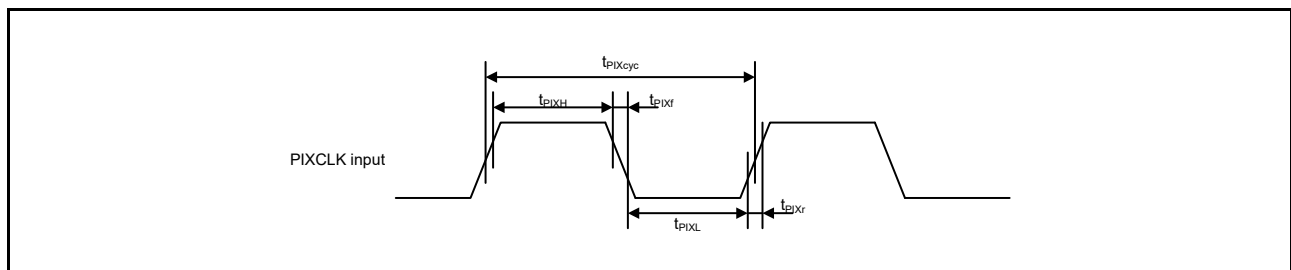 tPIXcyc
tPIXH
tPIXf
PIXCLK input
tPIXL
tPIXr